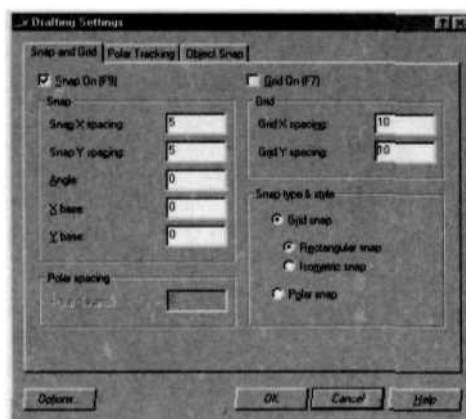 Drafting Settings
Snap and Grid Polar Tracking Object Snap
Snap On (F9)
Grid On (F7)
Snap
Snap X spacing: 5
Snap Y spacing: 5
Angle: 0
X base: 0
Y base: 0
Polar spacing
Grid
Grid X spacing: 10
Grid Y spacing: 10
Snap type & style
Grid snap
Rectangular snap
Isometric snap
Polar snap
Options... OK Cancel Help